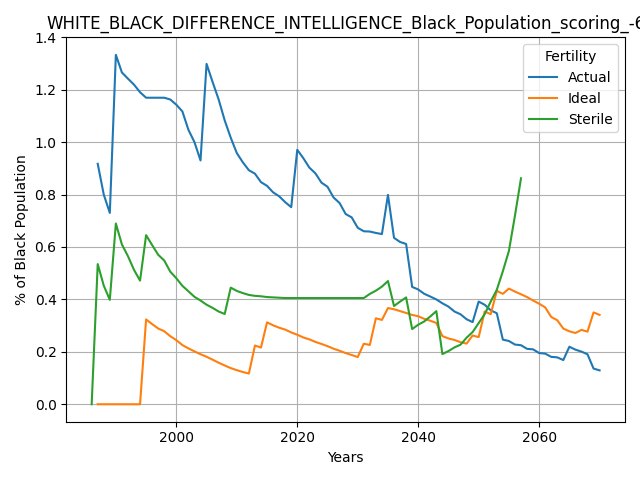 WHITE_BLACK_DIFFERENCE_INTELLIGENCE_Black_Population_scoring_-6
Fertility
Actual
Ideal
Sterile
% of Black Population
1.4
1.2
1.0
0.8
0.6
0.4
0.2
0.0
2000 2020 2040 2060
Years